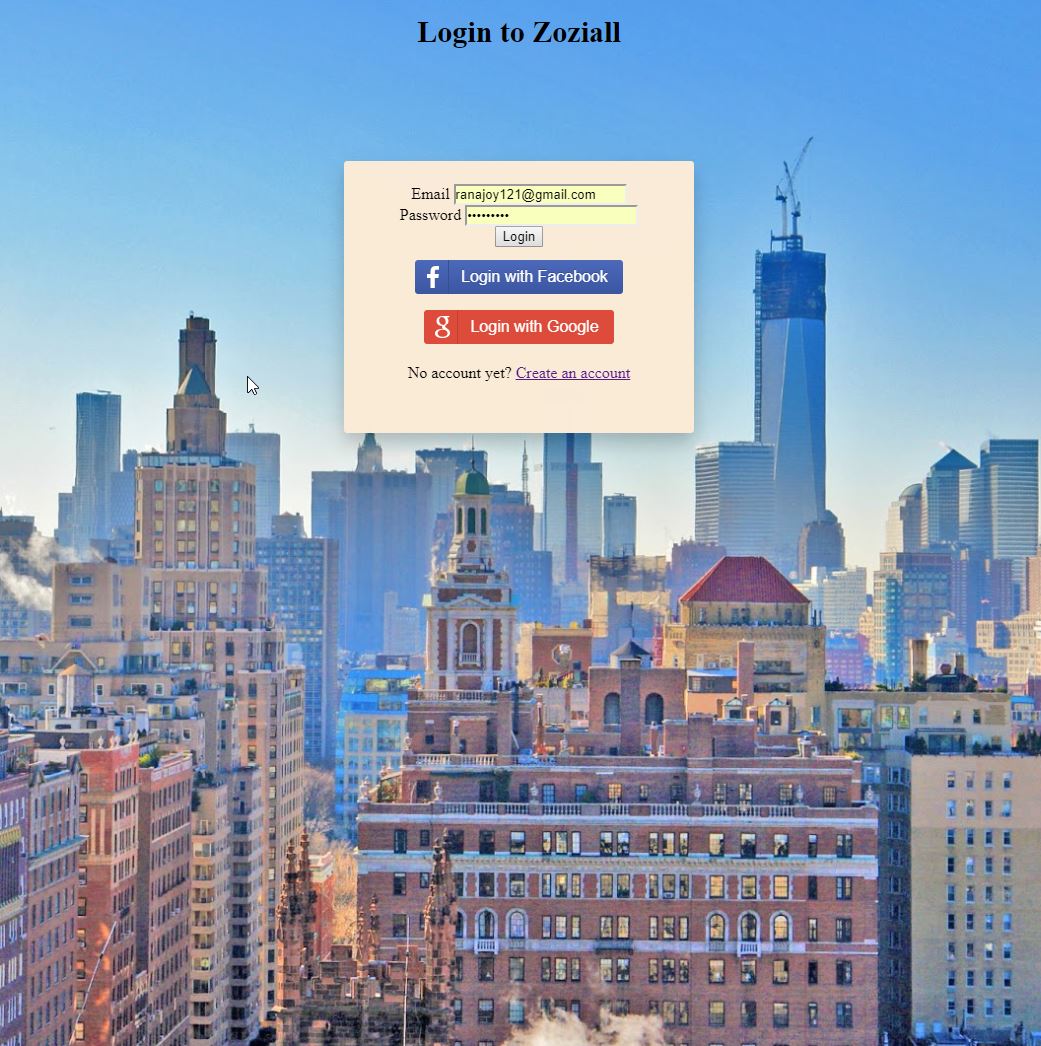 Login to Zoziall
Email ranajoy121@gmail.com
Password •••••••••
Login
f Login with Facebook
g Login with Google
No account yet? Create an account